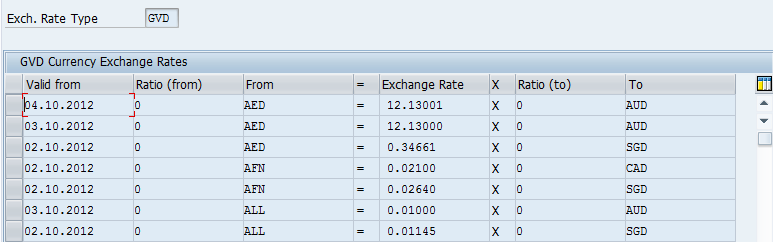 Exch. Rate Type GVD
GVD Currency Exchange Rates
Valid from Ratio (from) From = Exchange Rate X Ratio (to) To
04.10.2012 0 AED = 12.13001 X 0 AUD
03.10.2012 0 AED = 12.13000 X 0 AUD
02.10.2012 0 AED = 0.34661 X 0 SGD
02.10.2012 0 AFN = 0.02100 X 0 CAD
02.10.2012 0 AFN = 0.02640 X 0 SGD
03.10.2012 0 ALL = 0.01000 X 0 AUD
02.10.2012 0 ALL = 0.01145 X 0 SGD